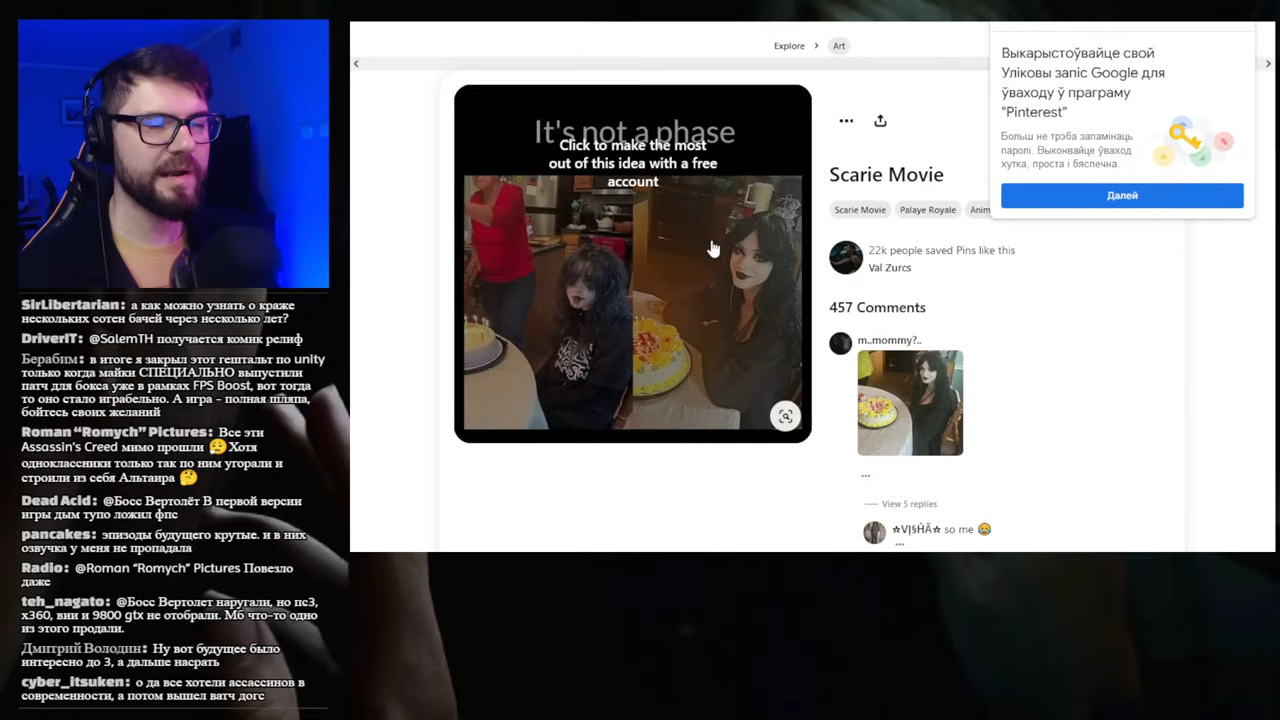 SirLibertarian: а как можно узнать о краже
нескольких сотен бачей через несколько лет?
DriverIT: @SalemTH получается комик релиф
Берабим: в итоге я закрыл этот гештальт по unity
только когда майки СПЕЦИАЛЬНО выпустили
патч для бокса уже в рамках FPS Boost, вот тогда
то оно стало играбельно. А игра - полная шляпа,
бойтесь своих желаний
Roman “Romych” Pictures: Все эти
Assassin's Creed мимо прошли 😮‍💨Хотя
одноклассники только так по ним угорали и
строили из себя Альтаира 🤔
Dead Acid: @Босс Вертолёт В первой версии
игры дым тупо ложил фпс
pancakes: эпизоды будущего крутые. и в них
озвучка у меня не пропадала
Radio: @Roman “Romych” Pictures Повезло
даже
teh_nagato: @Босс Вертолет наругали, но пс3,
x360, вии и 9800 gtx не отобрали. Мб что-то одно
из этого продали.
Дмитрий Володин: Ну вот будущее было
интересно до 3, а дальше насрать
cyber_itsuken: о да все хотели ассассинов в
современности, а потом вышел ватч догс
Explore > Art
It's not a phase
Click to make the most
out of this idea with a free
account
Scarie Movie
Scarie Movie Palaye Royale Anim
22k people saved Pins like this
Val Zurcs
457 Comments
m..mommy?..
...
View 5 replies
☆V|§ĤÃ☆ so me 😂
...
Выкарыстоўвайце свой
Уліковы запіс Google для
ўваходу ў праграму
“Pinterest”
Больш не трэба запамінаць
паролі. Выконвайце ўваход
хутка, проста і бяспечна.
Далей